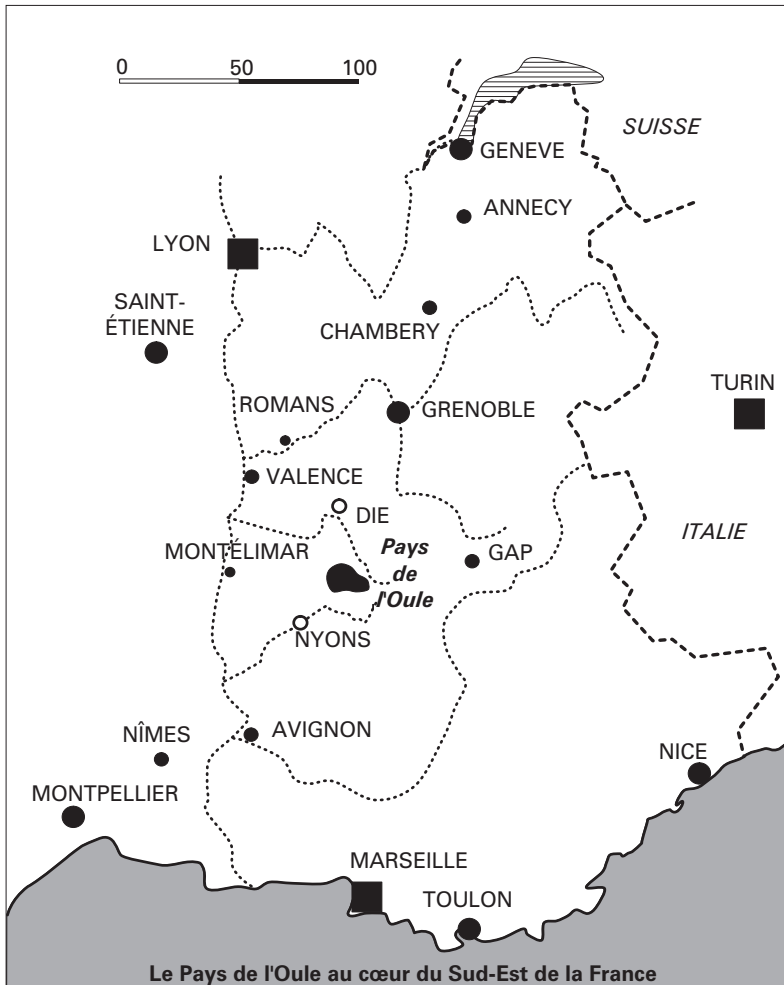 0 50 100
SUISSE
GENEVE
ANNECY
LYON
SAINT-
ÉTIENNE
CHAMBERY
TURIN
ROMANS
GRENOBLE
VALENCE
DIE
ITALIE
MONTÉLIMAR
Pays
de
l'Oule
GAP
NYONS
AVIGNON
NÎMES
NICE
MONTPELLIER
MARSEILLE
TOULON
Le Pays de l'Oule au cœur du Sud-Est de la France